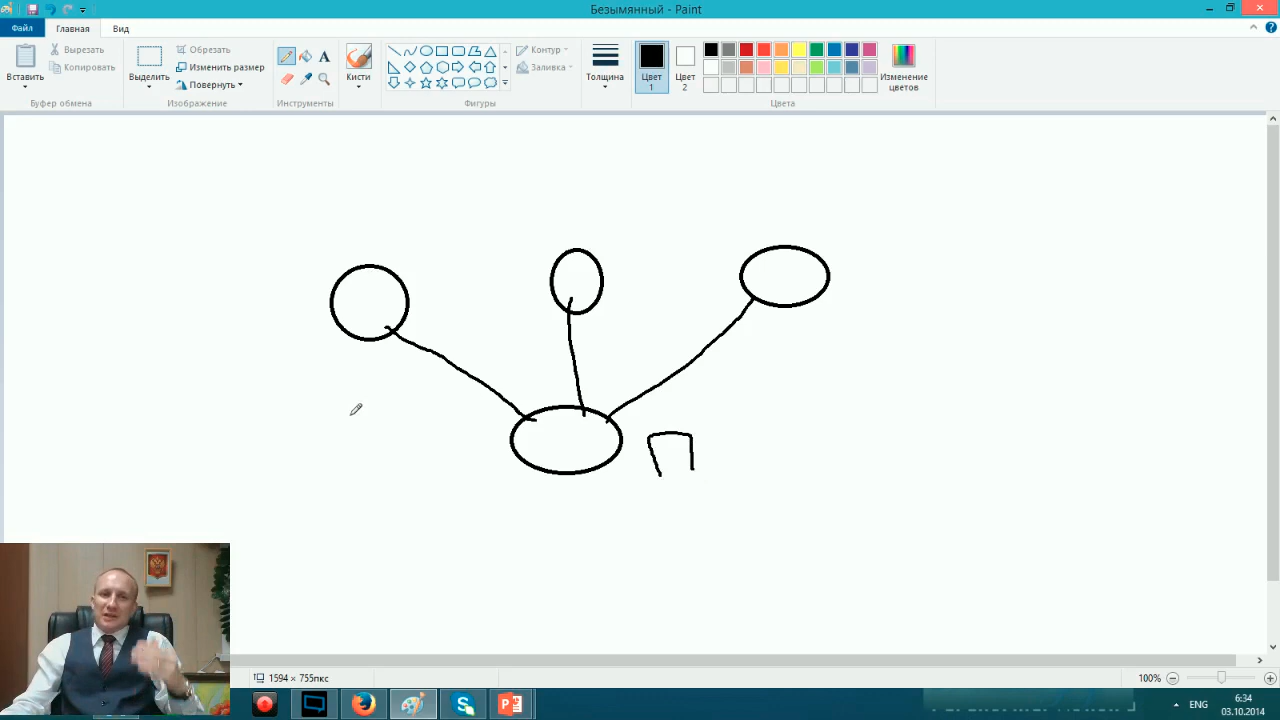 Безымянный - Paint
Файл
Главная
Вид
Вставить
Вырезать
Копировать
Буфер обмена
Выделить
Обрезать
Изменить размер
Повернуть
Изображение
A
Инструменты
Кисти
Контур
Заливка
Фигуры
Толщина
Цвет
1
Цвет
2
Изменение
цветов
Цвета
П
1594 × 755пкс
100%
ENG
6:34
03.10.2014